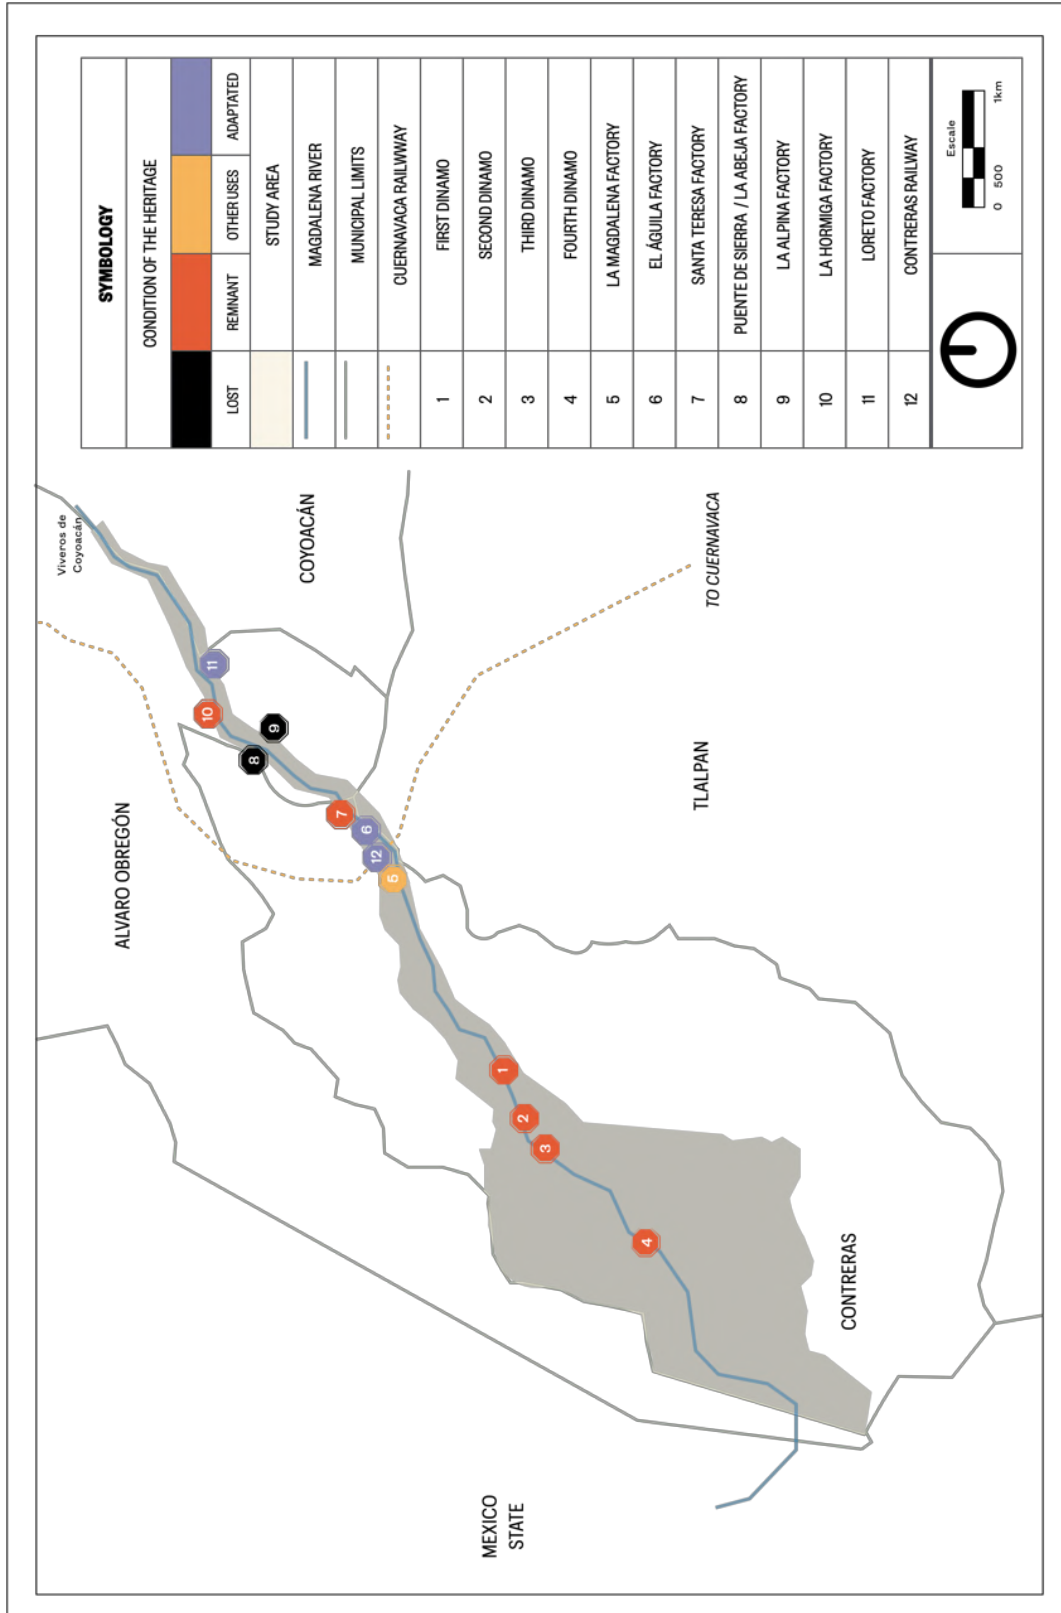 SYMBOLOGY
CONDITION OF THE HERITAGE
LOST REMNANT OTHER USES ADAPTATED
STUDY AREA
MAGDALENA RIVER
MUNICIPAL LIMITS
CUERNAVACA RAILWWAY
1 FIRST DINAMO
2 SECOND DINAMO
3 THIRD DINAMO
4 FOURTH DINAMO
5 LA MAGDALENA FACTORY
6 EL ÁGUILA FACTORY
7 SANTA TERESA FACTORY
8 PUENTE DE SIERRA / LA ABEJA FACTORY
9 LA ALPINA FACTORY
10 LA HORMIGA FACTORY
11 LORETO FACTORY
12 CONTRERAS RAILWAY
Escale
0 500 1km
Viveros de
Coyoacán
COYOACÁN
ALVARO OBREGÓN
TO CUERNAVACA
TLALPAN
CONTRERAS
MEXICO
STATE
11
10
9
8
7
6
12
5
1
2
3
4